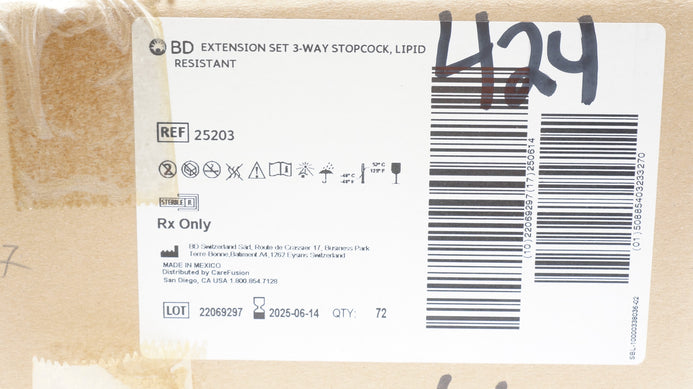 424
BD EXTENSION SET 3-WAY STOPCOCK, LIPID
RESISTANT
REF 25203
STERILE R
Rx Only
BD Switzerland Sàrl, Route de Crassier 17, Business Park
Terre-Bonne, Batiment A4, 1262 Eysins Switzerland
MADE IN MEXICO
Distributed by CareFusion
San Diego, CA USA 1.800.854.7128
LOT 22069297 2025-06-14 QTY: 72
(10)22069297(17)250614
(01)50885403233270
7